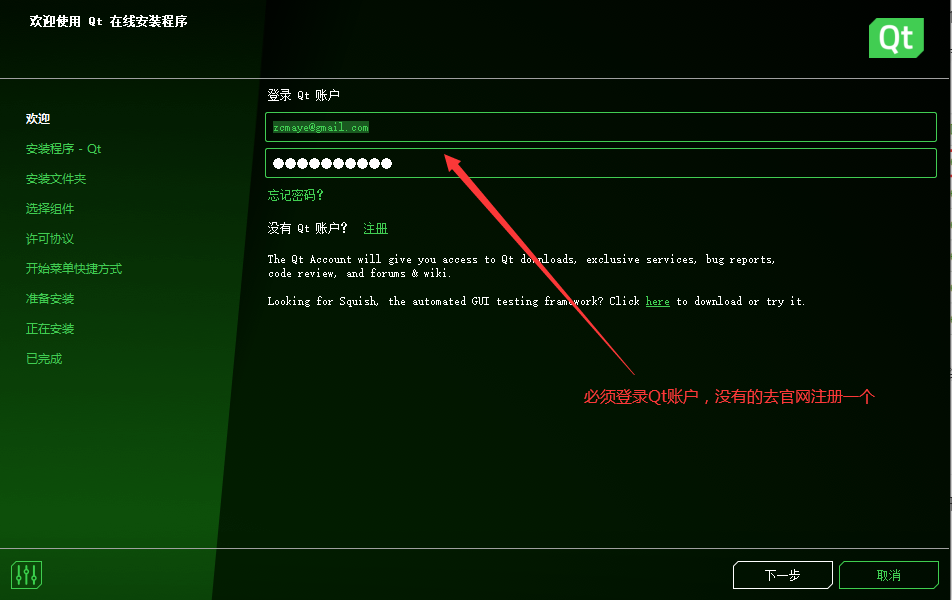 欢迎使用 Qt 在线安装程序
Qt
登录 Qt 账户
欢迎
zcmaye@gmail.com
安装程序 - Qt
安装文件夹
忘记密码?
选择组件
没有 Qt 账户? 注册
许可协议
The Qt Account will give you access to Qt downloads, exclusive services, bug reports,
code review, and forums & wiki.
开始菜单快捷方式
准备安装
Looking for Squish, the automated GUI testing framework? Click here to download or try it.
正在安装
已完成
必须登录Qt账户，没有的去官网注册一个
下一步
取消